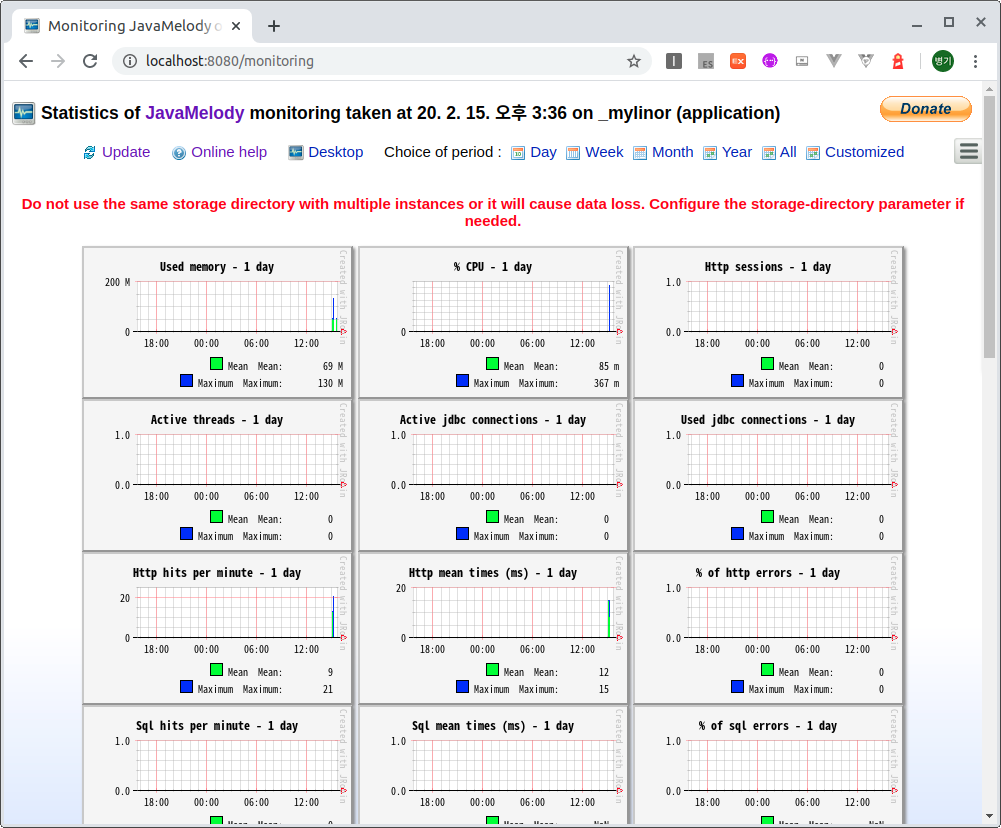 Monitoring JavaMelody o
localhost:8080/monitoring
ES
EX
병기
Statistics of JavaMelody monitoring taken at 20. 2. 15. 오후 3:36 on _mylinor (application)
Donate
Update Online help Desktop Choice of period : Day Week Month Year All Customized
Do not use the same storage directory with multiple instances or it will cause data loss. Configure the storage-directory parameter if
needed.
Used memory - 1 day
200 M
0
18:00 00:00 06:00 12:00
Mean Mean: 69 M
Maximum Maximum: 130 M
Created with JRobin
% CPU - 1 day
0
18:00 00:00 06:00 12:00
Mean Mean: 85 m
Maximum Maximum: 367 m
Created with JRobin
Http sessions - 1 day
1.0
0.0
18:00 00:00 06:00 12:00
Mean Mean: 0
Maximum Maximum: 0
Created with JRobin
Active threads - 1 day
1.0
0.0
18:00 00:00 06:00 12:00
Mean Mean: 0
Maximum Maximum: 0
Created with JRobin
Active jdbc connections - 1 day
1.0
0.0
18:00 00:00 06:00 12:00
Mean Mean: 0
Maximum Maximum: 0
Created with JRobin
Used jdbc connections - 1 day
1.0
0.0
18:00 00:00 06:00 12:00
Mean Mean: 0
Maximum Maximum: 0
Created with JRobin
Http hits per minute - 1 day
20
0
18:00 00:00 06:00 12:00
Mean Mean: 9
Maximum Maximum: 21
Created with JRobin
Http mean times (ms) - 1 day
20
0
18:00 00:00 06:00 12:00
Mean Mean: 12
Maximum Maximum: 15
Created with JRobin
% of http errors - 1 day
1.0
0.0
18:00 00:00 06:00 12:00
Mean Mean: 0
Maximum Maximum: 0
Created with JRobin
Sql hits per minute - 1 day
1.0
0.0
18:00 00:00 06:00 12:00
Created with JRobin
Sql mean times (ms) - 1 day
1.0
0.0
18:00 00:00 06:00 12:00
Created with JRobin
% of sql errors - 1 day
1.0
0.0
18:00 00:00 06:00 12:00
Created with JRobin